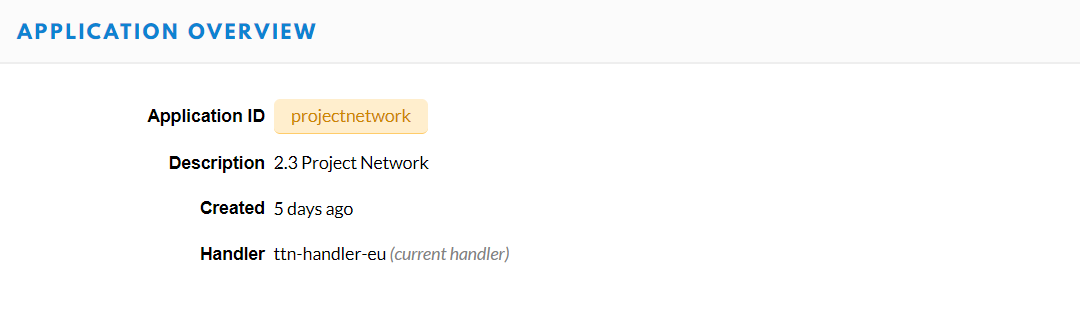 APPLICATION OVERVIEW
Application ID projectnetwork
Description 2.3 Project Network
Created 5 days ago
Handler ttn-handler-eu (current handler)